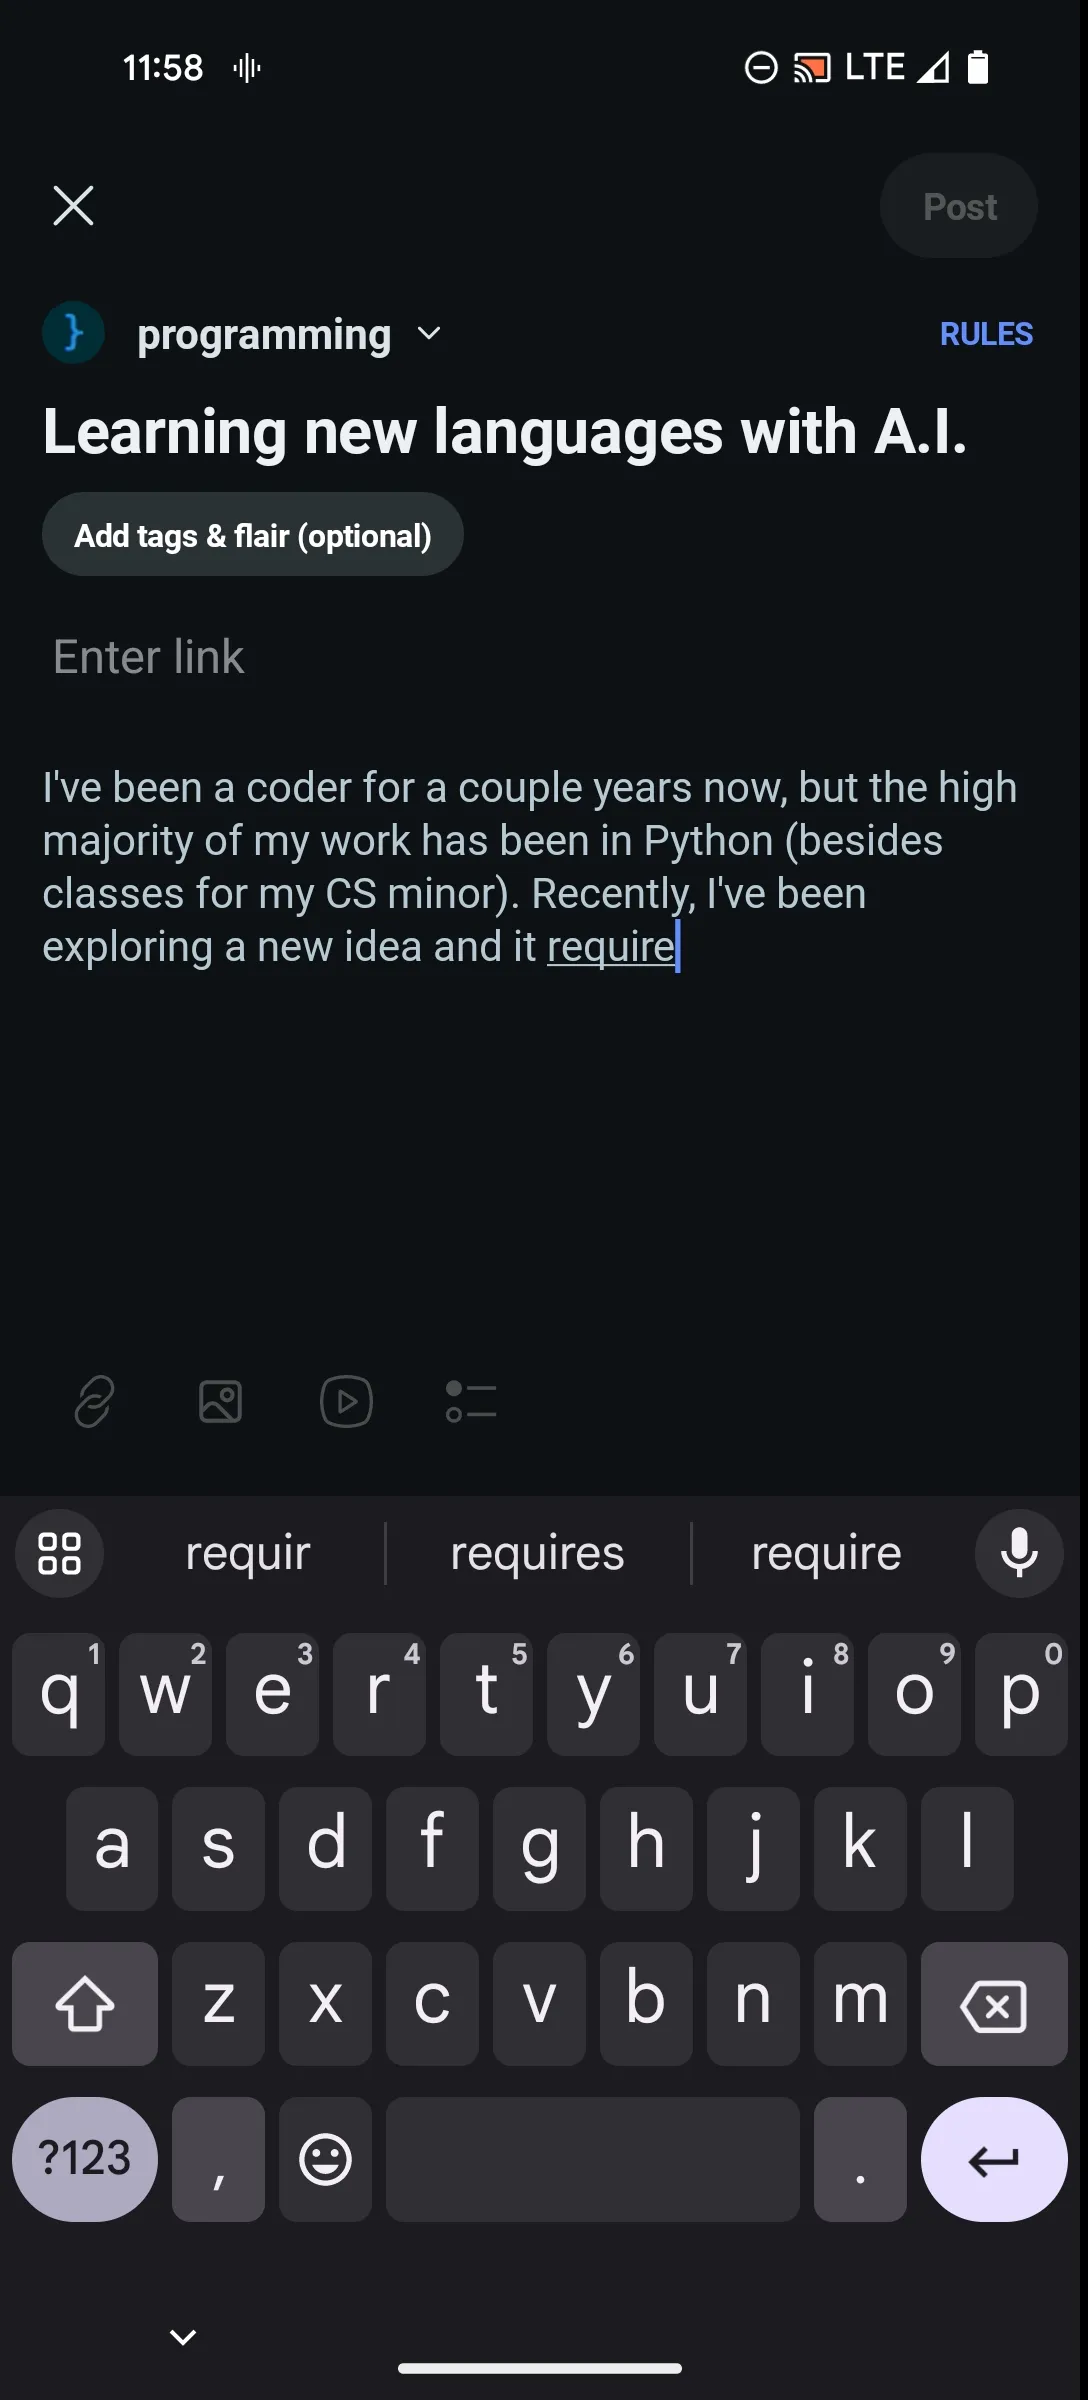 11:58
LTE
Post
programming
RULES
Learning new languages with A.I.
Add tags & flair (optional)
Enter link
I've been a coder for a couple years now, but the high
majority of my work has been in Python (besides
classes for my CS minor). Recently, I've been
exploring a new idea and it require
requir requires require
q 1 w 2 e 3 r 4 t 5 y 6 u 7 i 8 o 9 p 0
a s d f g h j k l
z x c v b n m
?123 , .